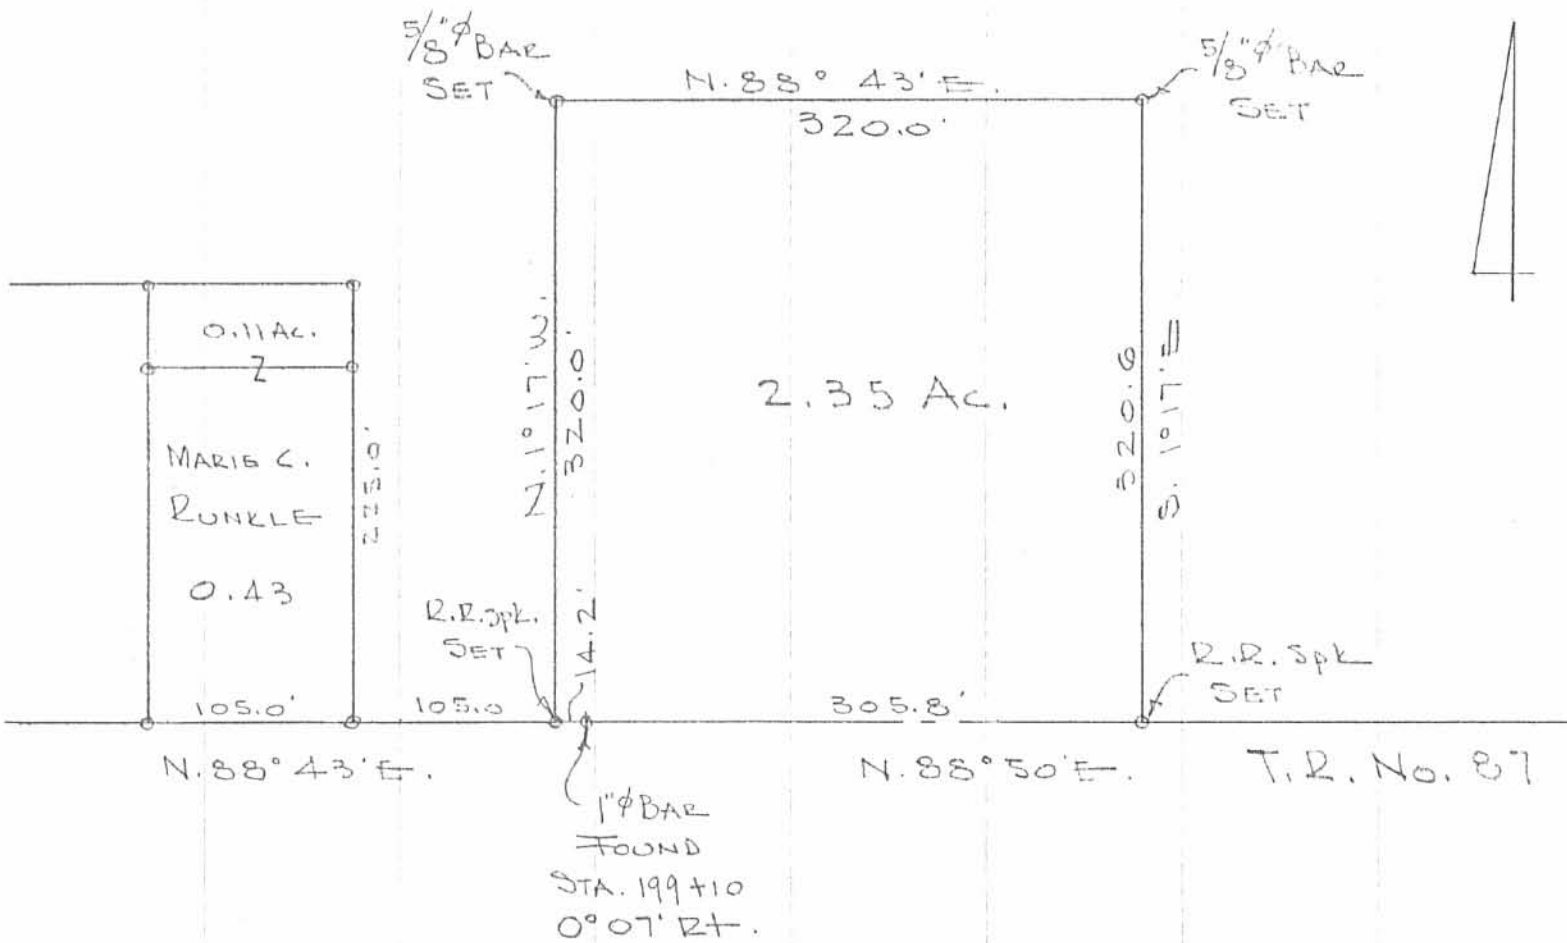 5/8"ø BAR
SET
N. 88° 43' E.
320.0'
5/8"ø BAR
SET
0.11 AC.
Z
MARIE C.
RUNKLE
0.43
225.0'
N. 1° 17' W.
320.0'
2.35 AC.
S. 1° 17' E
R.R. Spk.
SET
14.2'
R.R. Spk
SET
105.0'
105.0
305.8'
N. 88° 43' E.
N. 88° 50' E.
T.R. No. 87
1"ø BAR
FOUND
STA. 199+10
0° 07' Rt.